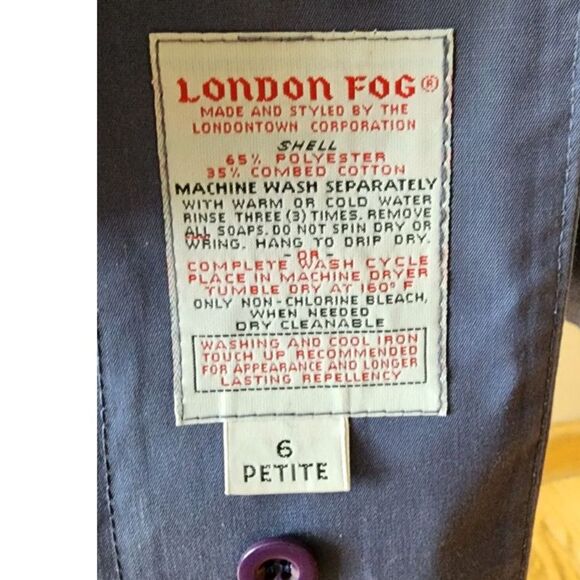 LONDON FOG®
MADE AND STYLED BY THE
LONDONTOWN CORPORATION
SHELL
65% POLYESTER
35% COMBED COTTON
MACHINE WASH SEPARATELY
WITH WARM OR COLD WATER
RINSE THREE (3) TIMES. REMOVE
ALL SOAPS. DO NOT SPIN DRY OR
WRING. HANG TO DRIP DRY.
- OR -
COMPLETE WASH CYCLE
PLACE IN MACHINE DRYER
TUMBLE DRY AT 160° F
ONLY NON-CHLORINE BLEACH,
WHEN NEEDED
DRY CLEANABLE
WASHING AND COOL IRON
TOUCH UP RECOMMENDED
FOR APPEARANCE AND LONGER
LASTING REPELLENCY
6
PETITE